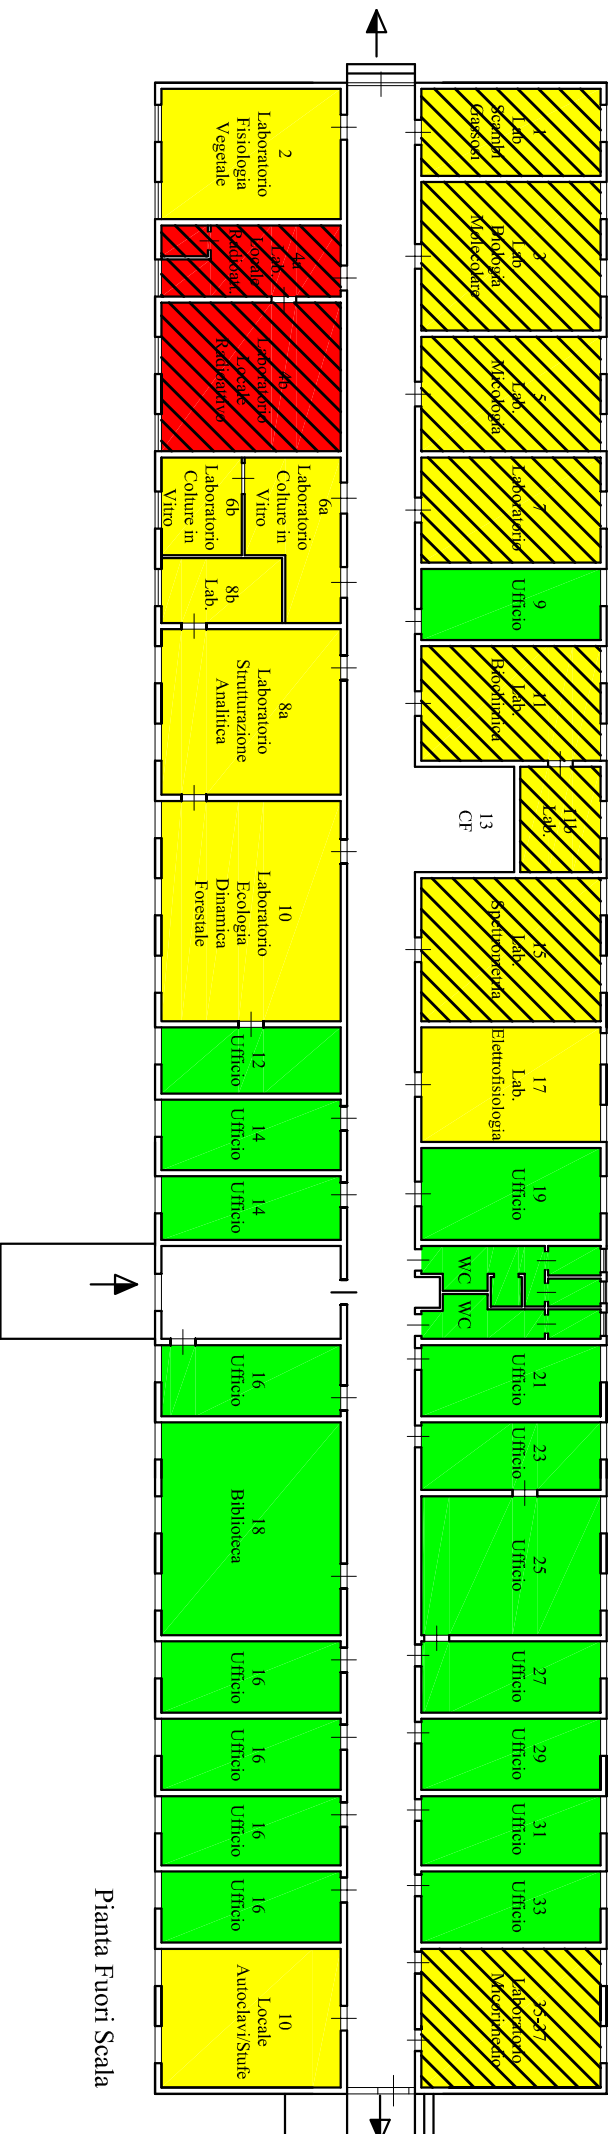 1
Lab
Scambi
Gassosi
3
Lab
Biologia
Molecolare
5
Lab.
Micologia
7
Laboratorio
9
Ufficio
11
Lab.
Biochimica
11b
Lab.
13
CF
15
Lab.
Spettrometria
17
Lab.
Elettrofisiologia
19
Ufficio
WC
WC
21
Ufficio
23
Ufficio
25
Ufficio
27
Ufficio
29
Ufficio
31
Ufficio
33
Ufficio
35-37
Laboratorio
Micorimedio
2
Laboratorio
Fisiologia
Vegetale
4a
Lab.
Locale
Radioat.
4b
Laboratorio
Locale
Radioattivo
6a
Laboratorio
Colture in
Vitro
6b
Laboratorio
Colture in
Vitro
8b
Lab.
8a
Laboratorio
Strutturazione
Analitica
10
Laboratorio
Ecologia
Dinamica
Forestale
12
Ufficio
14
Ufficio
14
Ufficio
16
Ufficio
18
Biblioteca
16
Ufficio
16
Ufficio
16
Ufficio
16
Ufficio
10
Locale
Autoclavi/Stufe
Pianta Fuori Scala